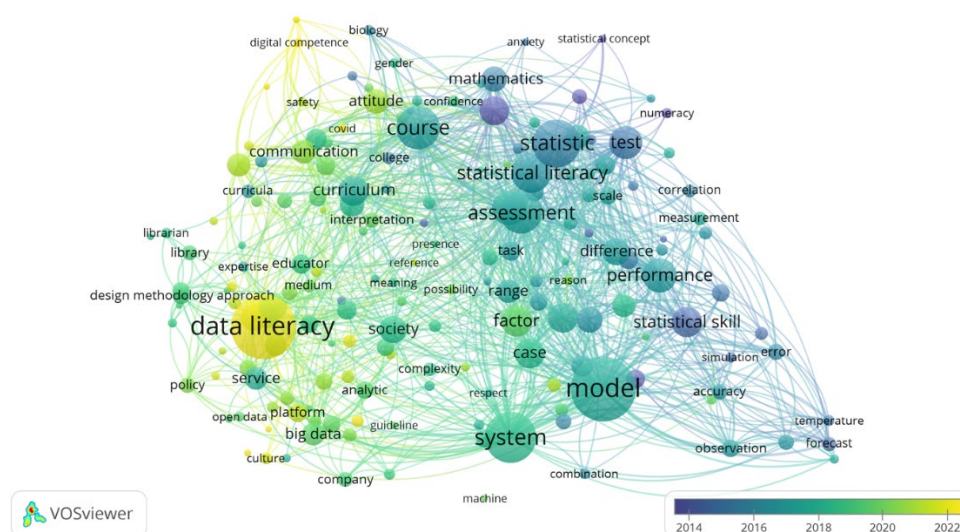 biology
digital competence
anxiety
statistical concept
gender
mathematics
safety
attitude
confidence
numeracy
covid
course
statistic
test
communication
college
statistical literacy
curricula
curriculum
scale
correlation
interpretation
assessment
measurement
librarian
presence
task
difference
library
expertise
educator
reference
reason
performance
design methodology approach
medium
meaning
possibility
range
data literacy
society
factor
statistical skill
case
simulation
error
policy
service
complexity
model
accuracy
analytic
respect
open data
platform
guideline
temperature
big data
system
forecast
observation
culture
company
combination
machine
VOSviewer
2014 2016 2018 2020 2022